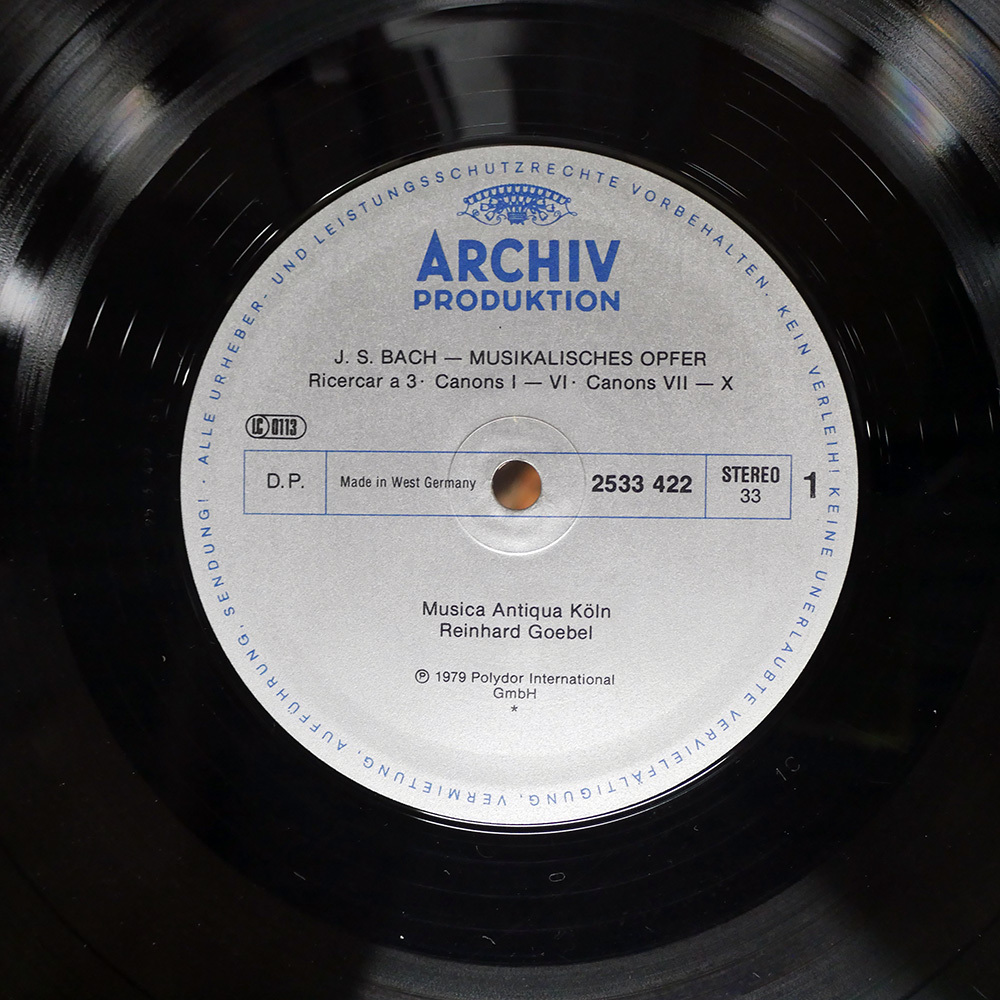 ALLE URHEBER- UND LEISTUNGSSCHUTZRECHTE VORBEHALTEN · KEIN VERLEIH! KEINE UNERLAUBTE VERVIELFÄLTIGUNG, VERMIETUNG, AUFFÜHRUNG, SENDUNG! ·
ARCHIV
PRODUKTION
J. S. BACH — MUSIKALISCHES OPFER
Ricercar a 3 · Canons I — VI · Canons VII — X
LC 0113
D. P. Made in West Germany 2533 422 STEREO 1
33
Musica Antiqua Köln
Reinhard Goebel
℗ 1979 Polydor International
GmbH
*